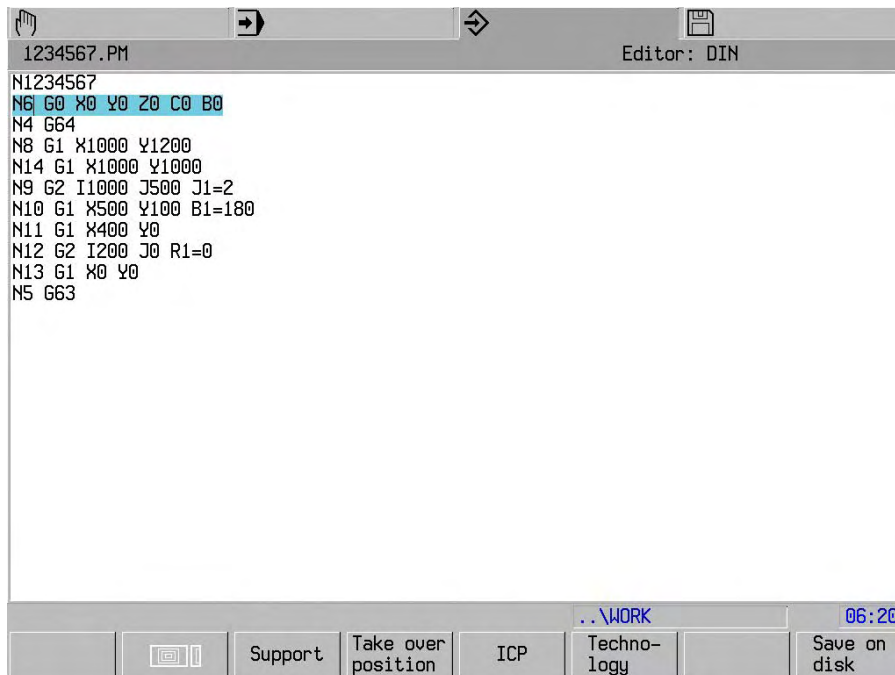 1234567.PM Editor: DIN
N1234567
N6 G0 X0 Y0 Z0 C0 B0
N4 G64
N8 G1 X1000 Y1200
N14 G1 X1000 Y1000
N9 G2 I1000 J500 J1=2
N10 G1 X500 Y100 B1=180
N11 G1 X400 Y0
N12 G2 I200 J0 R1=0
N13 G1 X0 Y0
N5 G63
..\WORK 06:20
Support Take over position ICP Techno-logy Save on disk